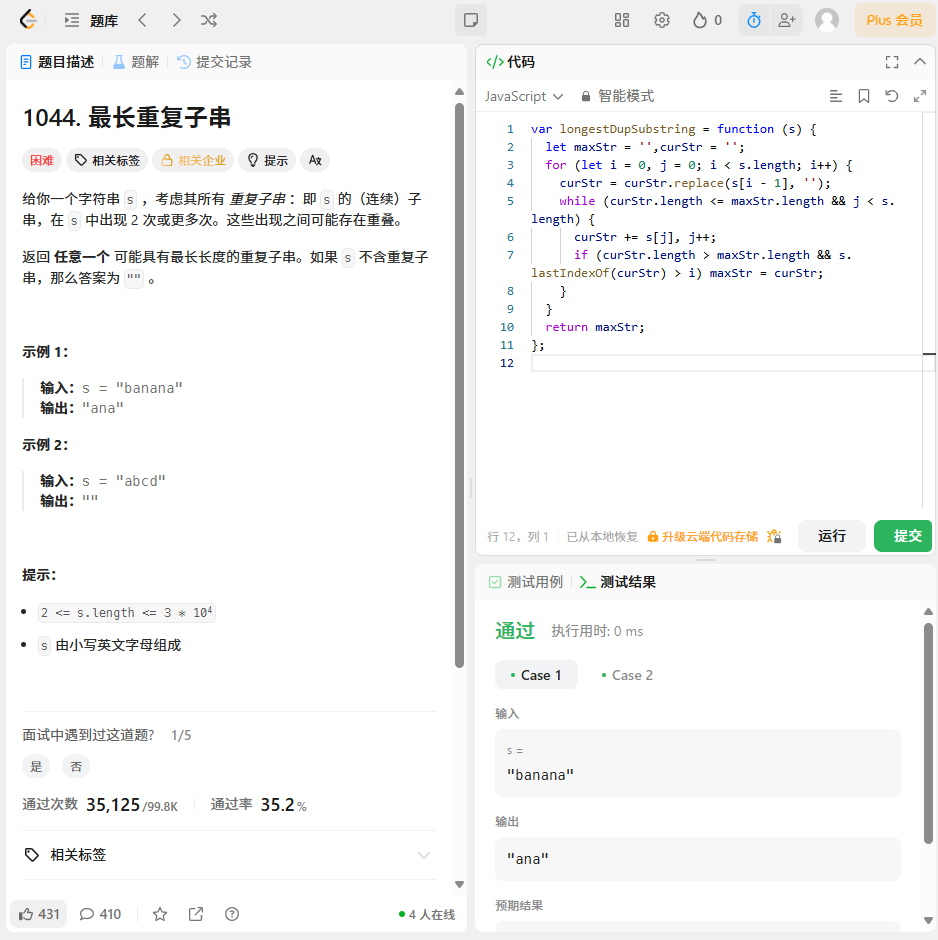 题库
0
Plus 会员
题目描述
题解
提交记录
1044. 最长重复子串
困难 相关标签 相关企业 提示 Aあ
给你一个字符串 s ，考虑其所有 重复子串 ：即 s 的（连续）子
串，在 s 中出现 2 次或更多次。这些出现之间可能存在重叠。
返回 任意一个 可能具有最长长度的重复子串。如果 s 不含重复子
串，那么答案为 "" 。
示例 1：
输入：s = "banana"
输出："ana"
示例 2：
输入：s = "abcd"
输出：""
提示：
2 <= s.length <= 3 * 10⁴
s 由小写英文字母组成
面试中遇到过这道题? 1/5
是 否
通过次数 35,125/99.8K 通过率 35.2%
相关标签
431 410
4 人在线
</>代码
JavaScript 智能模式
1 var longestDupSubstring = function (s) {
2 let maxStr = '',curStr = '';
3 for (let i = 0, j = 0; i < s.length; i++) {
4 curStr = curStr.replace(s[i - 1], '');
5 while (curStr.length <= maxStr.length && j < s.
length) {
6 curStr += s[j], j++;
7 if (curStr.length > maxStr.length && s.
lastIndexOf(curStr) > i) maxStr = curStr;
8 }
9 }
10 return maxStr;
11 };
12
行 12，列 1 已从本地恢复 升级云端代码存储
运行 提交
测试用例 测试结果
通过 执行用时: 0 ms
Case 1 Case 2
输入
s =
"banana"
输出
"ana"
预期结果